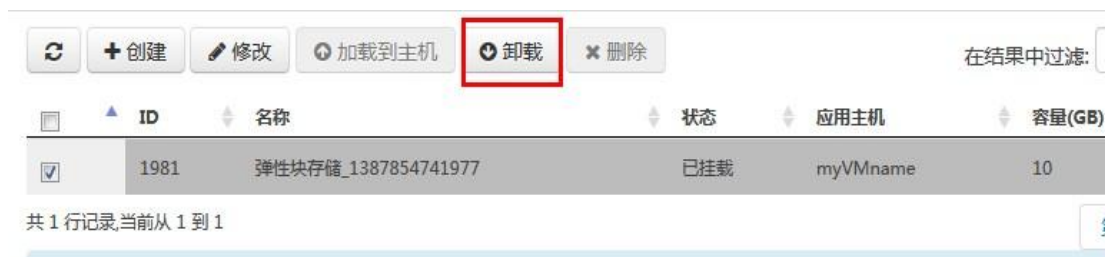 创建 修改 加载到主机 卸载 删除 在结果中过滤:
ID 名称 状态 应用主机 容量(GB)
1981 弹性块存储_1387854741977 已挂载 myVMname 10
共 1 行记录,当前从 1 到 1